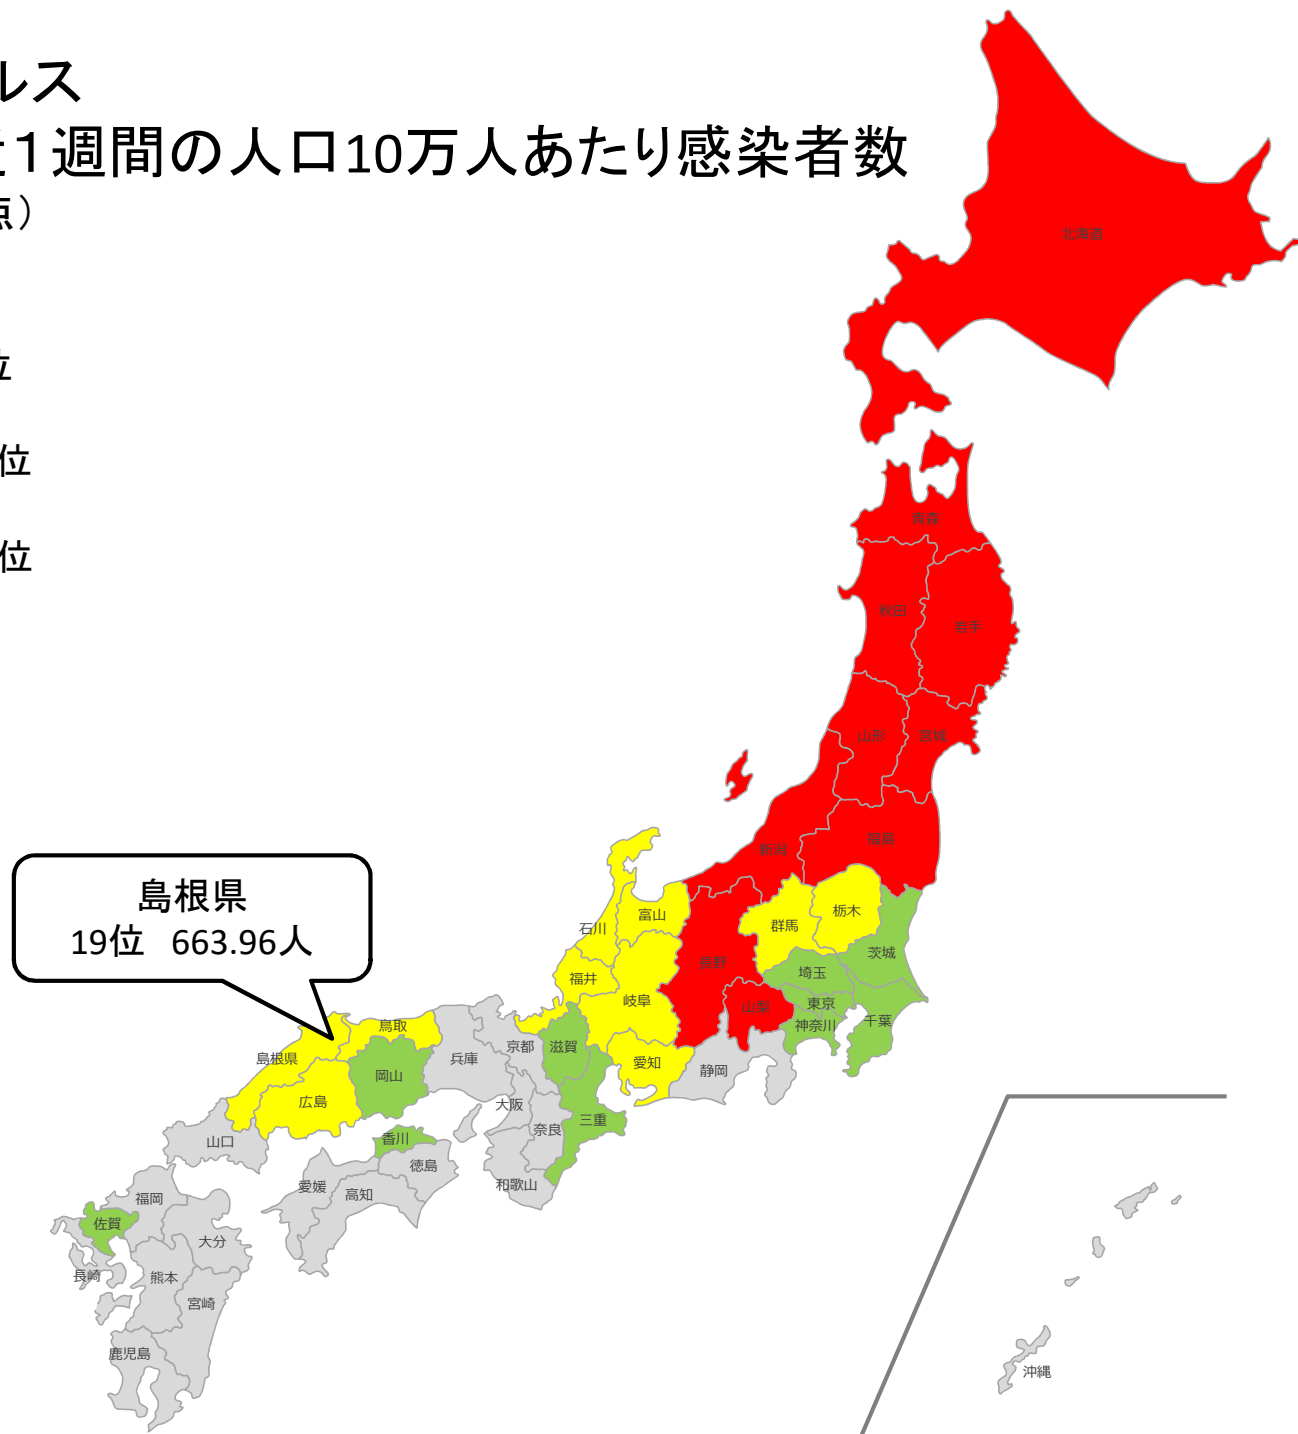 ルス
1週間の人口10万人あたり感染者数
点）
位
位
位
北海道
青森
秋田
岩手
山形
宮城
新潟
福島
島根県
19位 663.96人
石川
富山
群馬
栃木
茨城
長野
埼玉
福井
岐阜
山梨
東京
千葉
神奈川
鳥取
島根県
兵庫
京都
滋賀
愛知
静岡
岡山
広島
大阪
奈良
三重
山口
香川
徳島
和歌山
愛媛
高知
福岡
佐賀
大分
長崎
熊本
宮崎
鹿児島
沖縄